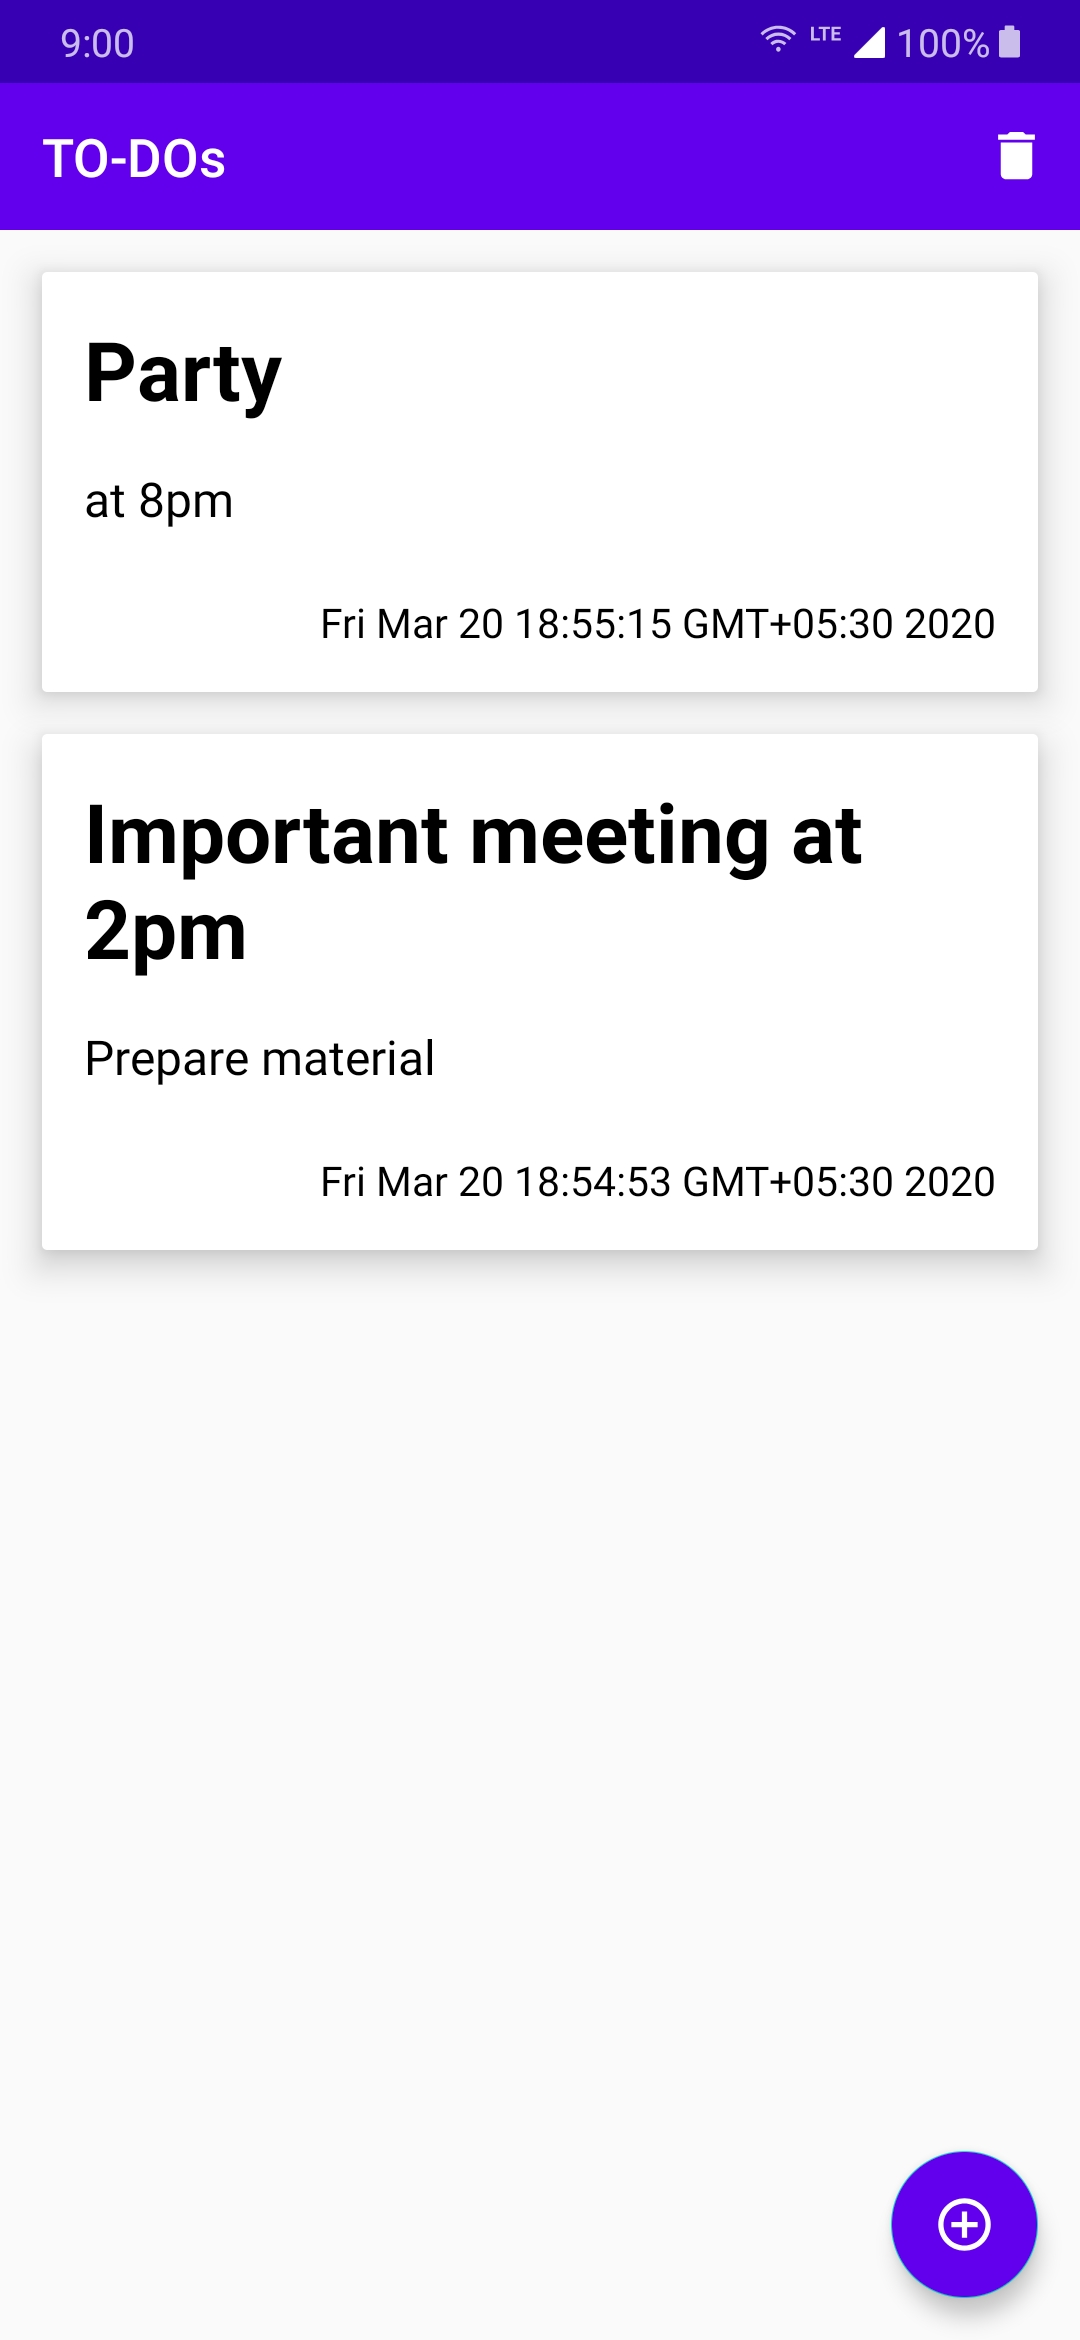 9:00 LTE 100%
TO-DOs
Party
at 8pm
Fri Mar 20 18:55:15 GMT+05:30 2020
Important meeting at
2pm
Prepare material
Fri Mar 20 18:54:53 GMT+05:30 2020